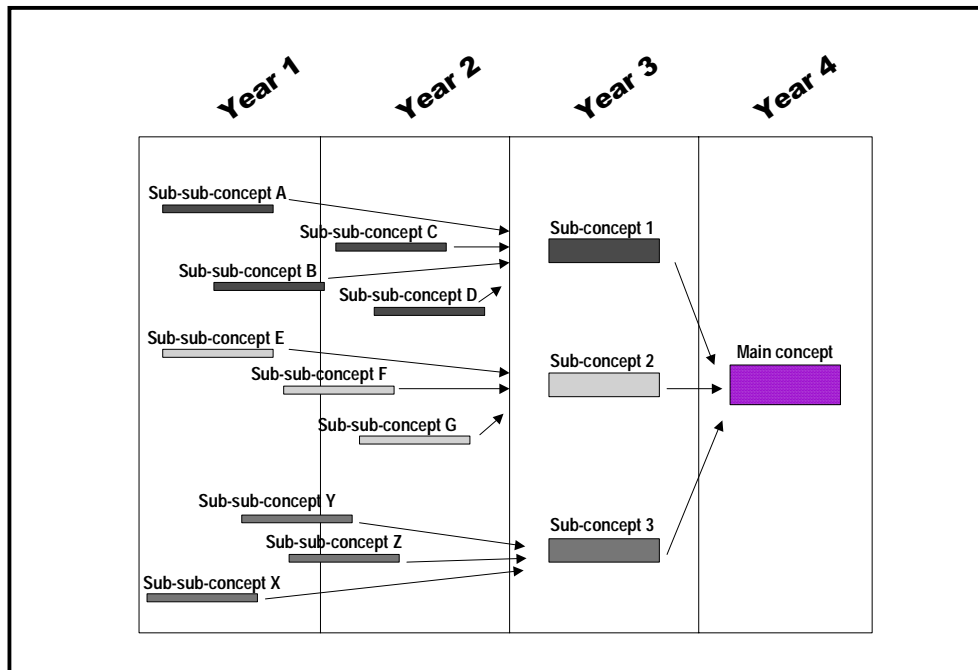 Year 1
Year 2
Year 3
Year 4
Sub-sub-concept A
Sub-sub-concept C
Sub-concept 1
Sub-sub-concept B
Sub-sub-concept D
Sub-sub-concept E
Sub-sub-concept F
Sub-concept 2
Main concept
Sub-sub-concept G
Sub-sub-concept Y
Sub-sub-concept Z
Sub-concept 3
Sub-sub-concept X